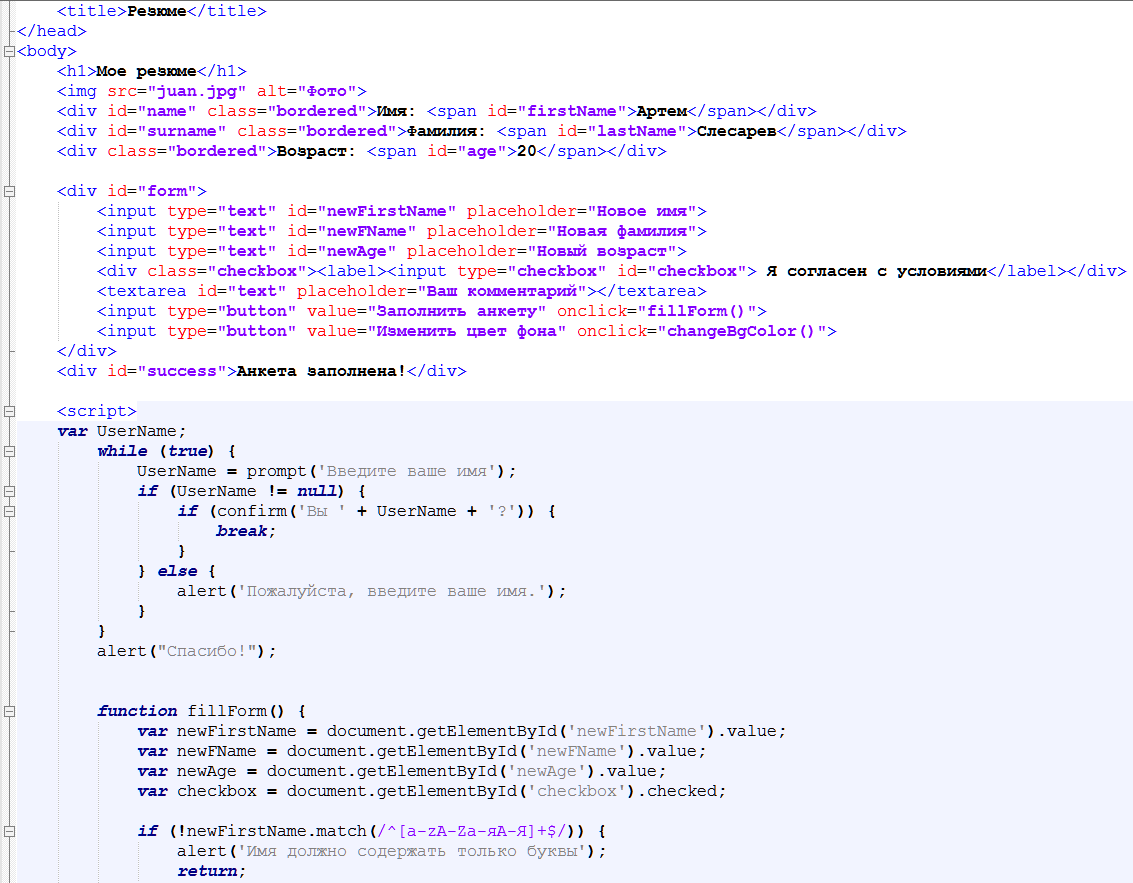 <title>Резюме</title>
</head>
<body>
<h1>Мое резюме</h1>
<img src="juan.jpg" alt="Фото">
<div id="name" class="bordered">Имя: <span id="firstName">Артем</span></div>
<div id="surname" class="bordered">Фамилия: <span id="lastName">Слесарев</span></div>
<div class="bordered">Возраст: <span id="age">20</span></div>
<div id="form">
<input type="text" id="newFirstName" placeholder="Новое имя">
<input type="text" id="newFName" placeholder="Новая фамилия">
<input type="text" id="newAge" placeholder="Новый возраст">
<div class="checkbox"><label><input type="checkbox" id="checkbox"> Я согласен с условиями</label></div>
<textarea id="text" placeholder="Ваш комментарий"></textarea>
<input type="button" value="Заполнить анкету" onclick="fillForm()">
<input type="button" value="Изменить цвет фона" onclick="changeBgColor()">
</div>
<div id="success">Анкета заполнена!</div>
<script>
var UserName;
while (true) {
UserName = prompt('Введите ваше имя');
if (UserName != null) {
if (confirm('Вы ' + UserName + '?')) {
break;
}
} else {
alert('Пожалуйста, введите ваше имя.');
}
}
alert("Спасибо!");
function fillForm() {
var newFirstName = document.getElementById('newFirstName').value;
var newFName = document.getElementById('newFName').value;
var newAge = document.getElementById('newAge').value;
var checkbox = document.getElementById('checkbox').checked;
if (!newFirstName.match(/^[a-zA-Zа-яА-Я]+$/)) {
alert('Имя должно содержать только буквы');
return;